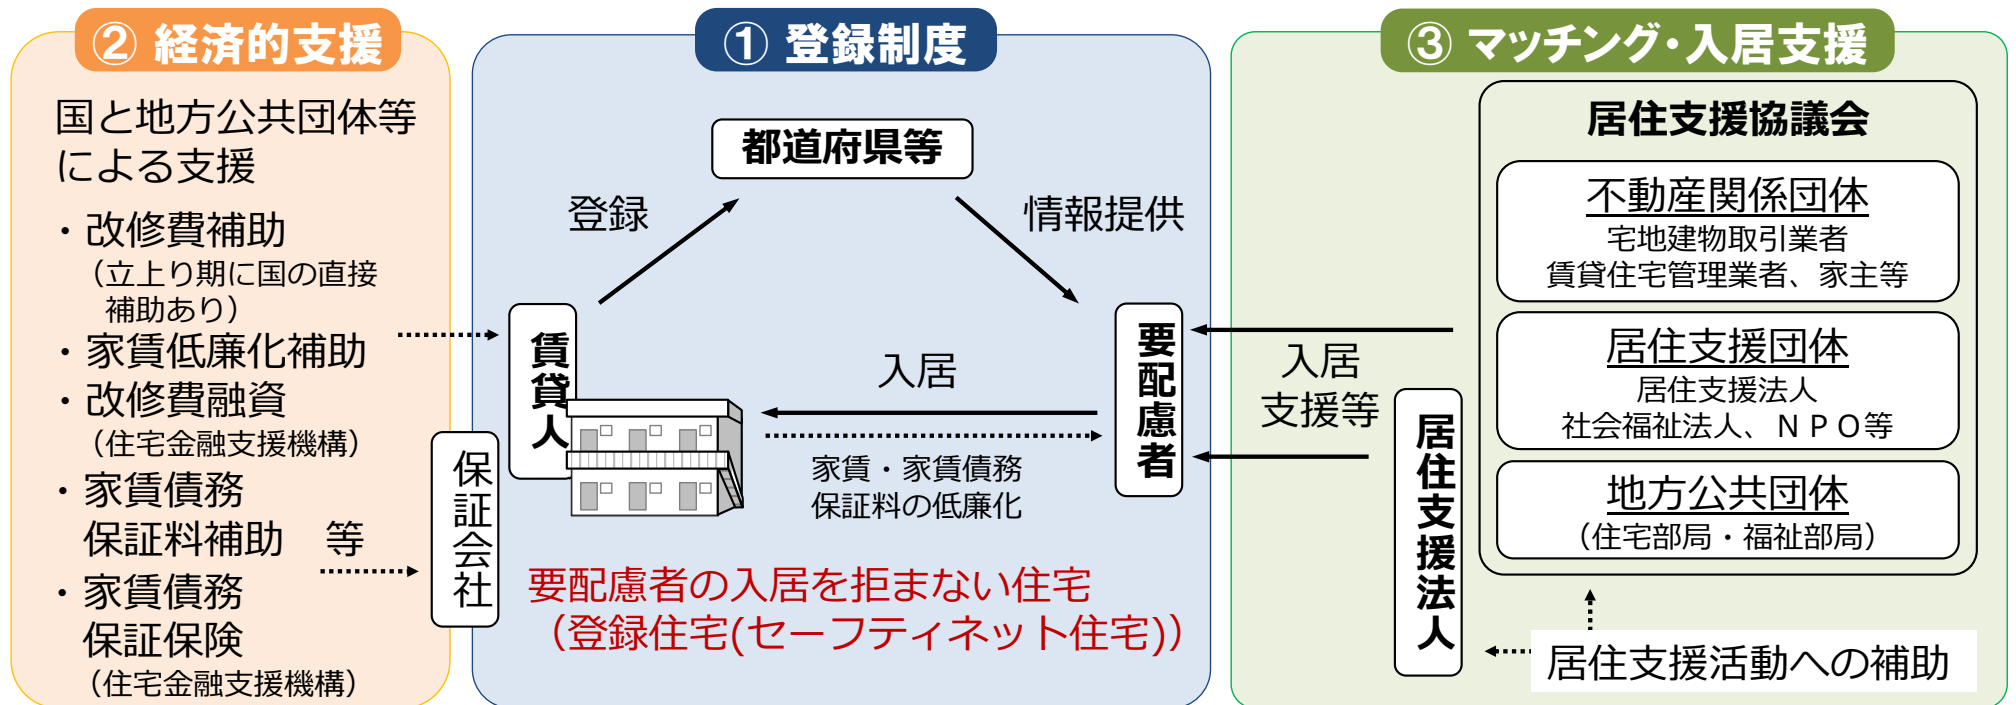 ② 経済的支援
国と地方公共団体等
による支援
・改修費補助
（立上り期に国の直接
補助あり）
・家賃低廉化補助
・改修費融資
（住宅金融支援機構）
・家賃債務
保証料補助　等
・家賃債務
保証保険
（住宅金融支援機構）
保証会社
① 登録制度
都道府県等
登録
情報提供
賃貸人
入居
家賃・家賃債務
保証料の低廉化
要配慮者
要配慮者の入居を拒まない住宅
（登録住宅(セーフティネット住宅)）
③ マッチング・入居支援
入居
支援等
居住支援法人
居住支援協議会
不動産関係団体
宅地建物取引業者
賃貸住宅管理業者、家主等
居住支援団体
居住支援法人
社会福祉法人、ＮＰＯ等
地方公共団体
（住宅部局・福祉部局）
居住支援活動への補助